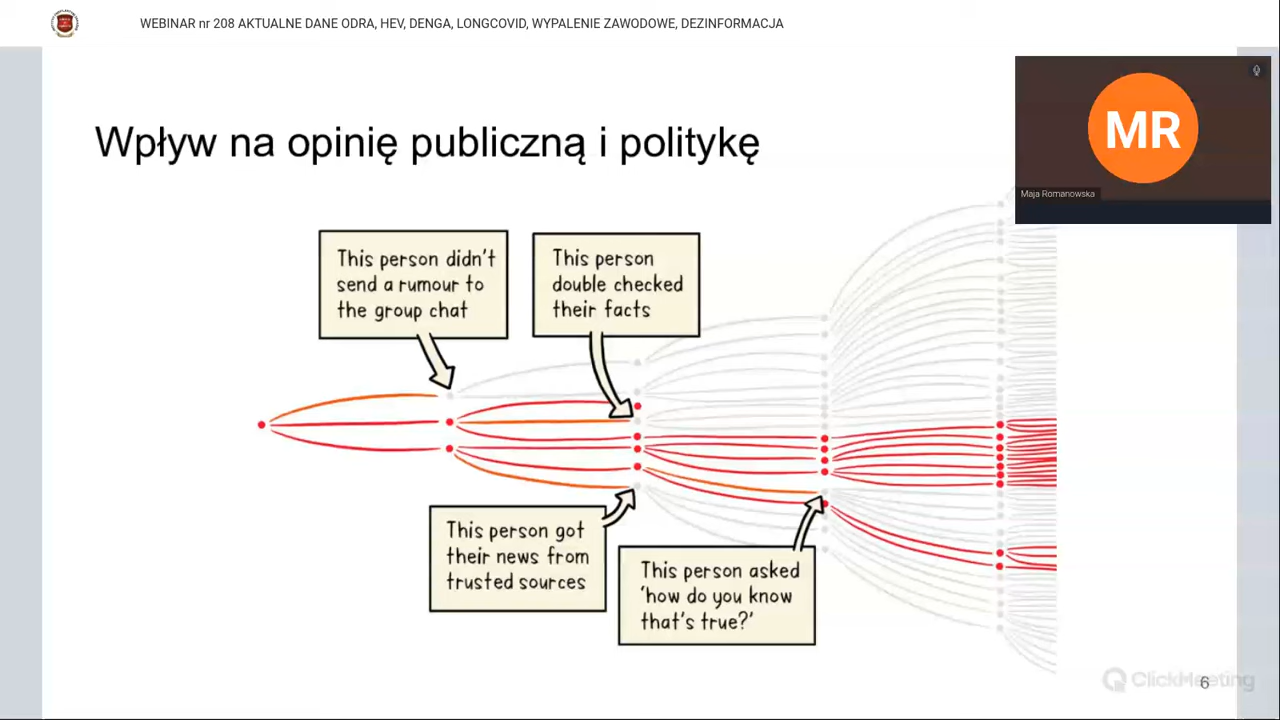 WEBINAR nr 208 AKTUALNE DANE ODRA, HEV, DENGA, LONGCOVID, WYPALENIE ZAWODOWE, DEZINFORMACJA
MR
Maja Romanowska
Wpływ na opinię publiczną i politykę
This person didn't
send a rumour to
the group chat
This person
double checked
their facts
This person got
their news from
trusted sources
This person asked
'how do you know
that's true?'
ClickMeeting
6